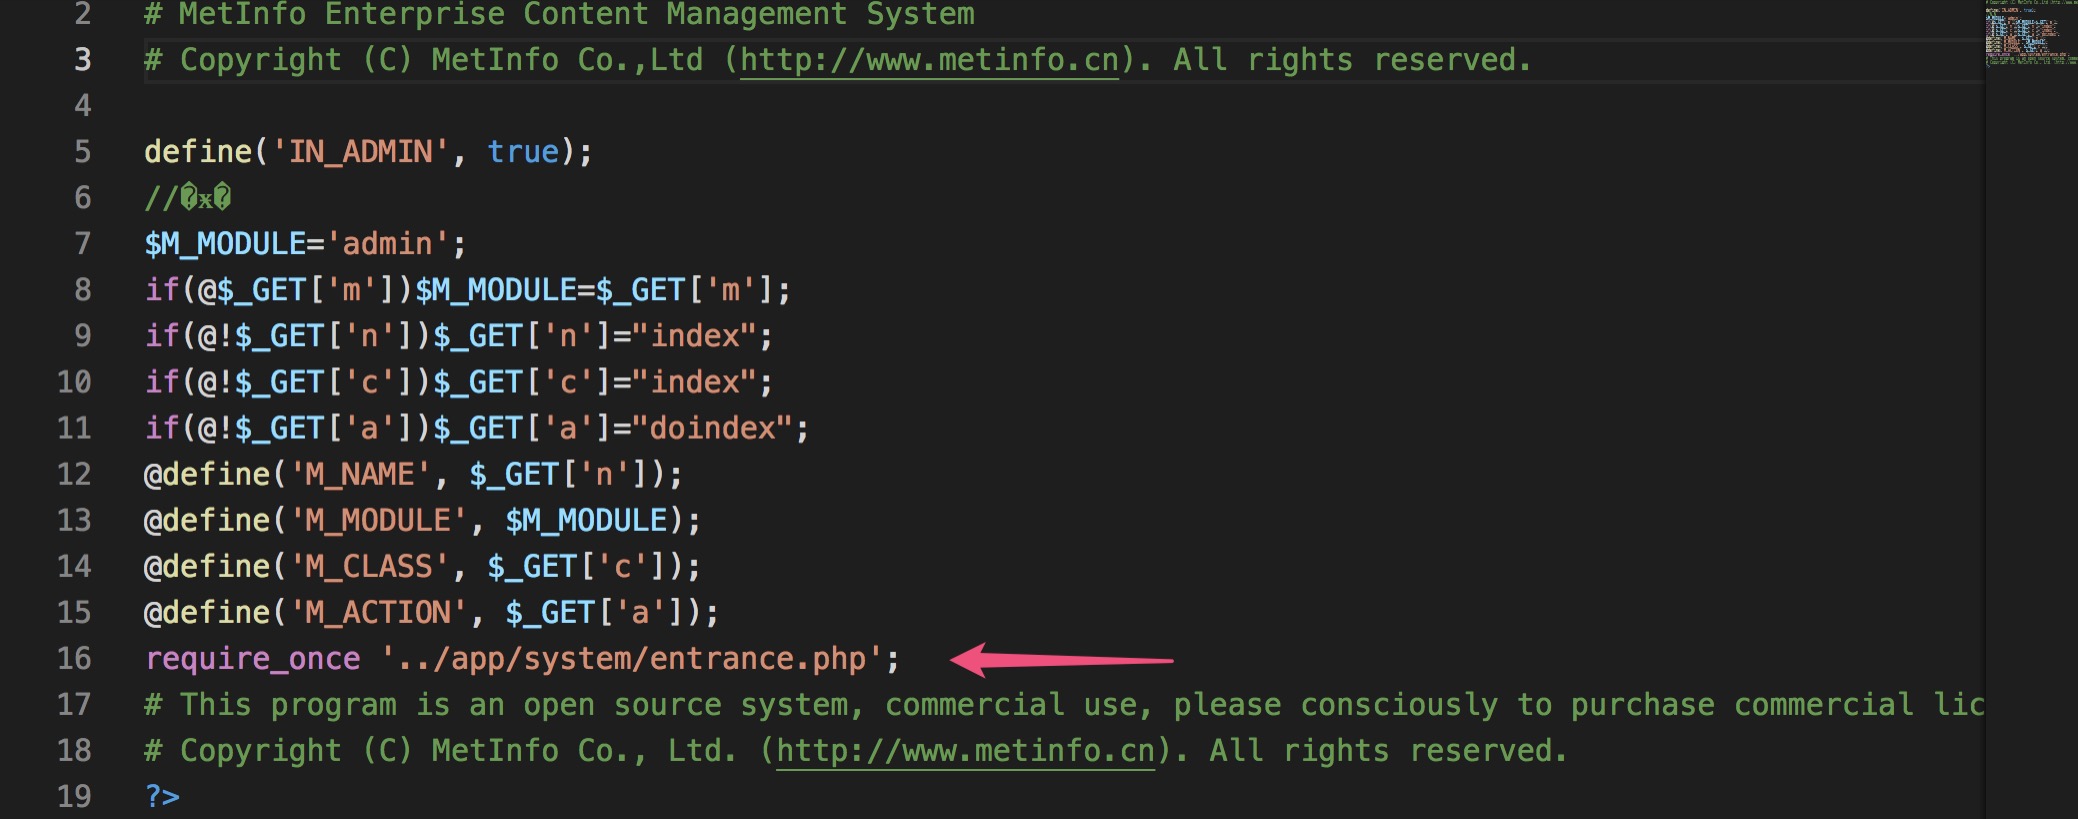 2 # MetInfo Enterprise Content Management System
3 # Copyright (C) MetInfo Co.,Ltd (http://www.metinfo.cn). All rights reserved.
4
5 define('IN_ADMIN', true);
6 //�x�
7 $M_MODULE='admin';
8 if(@$_GET['m'])$M_MODULE=$_GET['m'];
9 if(@!$_GET['n'])$_GET['n']="index";
10 if(@!$_GET['c'])$_GET['c']="index";
11 if(@!$_GET['a'])$_GET['a']="doindex";
12 @define('M_NAME', $_GET['n']);
13 @define('M_MODULE', $M_MODULE);
14 @define('M_CLASS', $_GET['c']);
15 @define('M_ACTION', $_GET['a']);
16 require_once '../app/system/entrance.php';
17 # This program is an open source system, commercial use, please consciously to purchase commercial lic
18 # Copyright (C) MetInfo Co., Ltd. (http://www.metinfo.cn). All rights reserved.
19 ?>